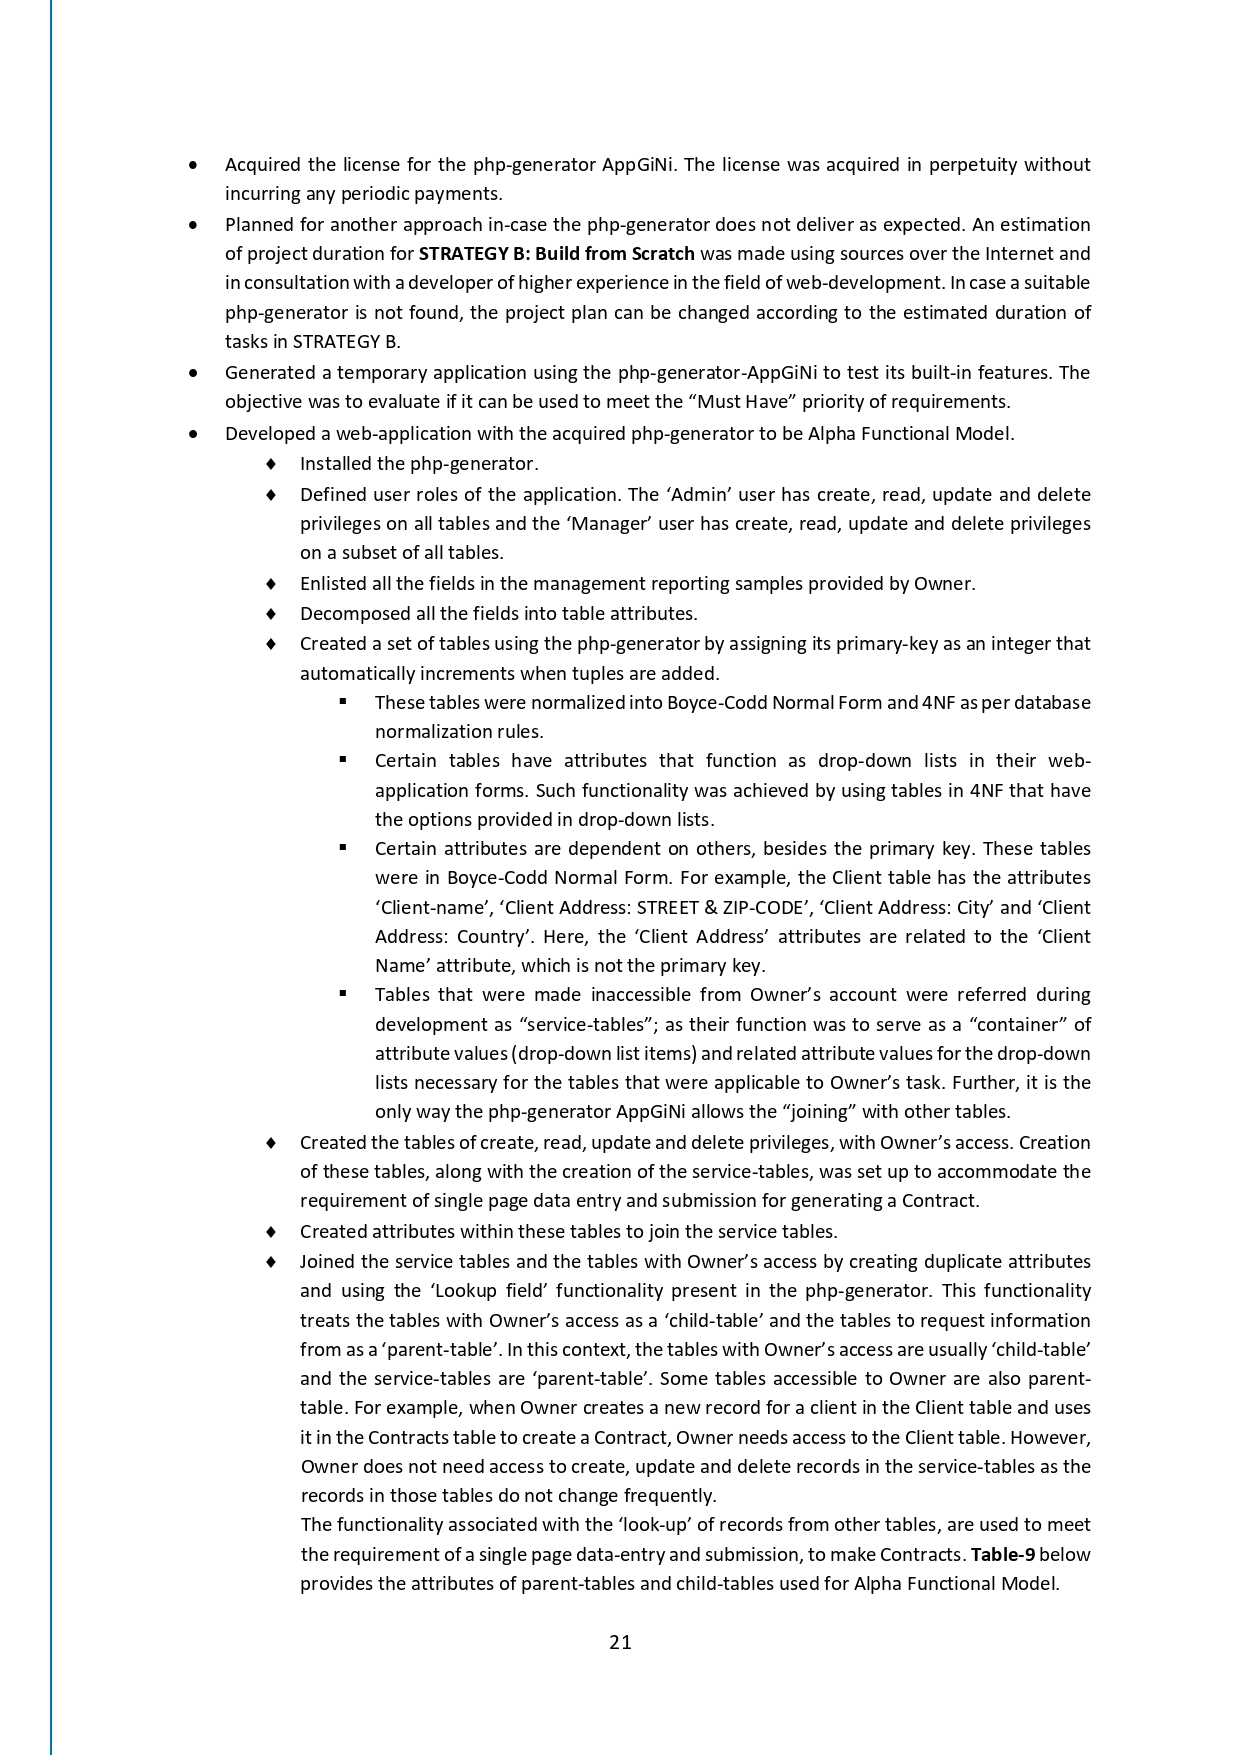 • Acquired the license for the php-generator AppGiNi. The license was acquired in perpetuity without
incurring any periodic payments.
• Planned for another approach in-case the php-generator does not deliver as expected. An estimation
of project duration for STRATEGY B: Build from Scratch was made using sources over the Internet and
in consultation with a developer of higher experience in the field of web-development. In case a suitable
php-generator is not found, the project plan can be changed according to the estimated duration of
tasks in STRATEGY B.
• Generated a temporary application using the php-generator-AppGiNi to test its built-in features. The
objective was to evaluate if it can be used to meet the “Must Have” priority of requirements.
• Developed a web-application with the acquired php-generator to be Alpha Functional Model.
♦ Installed the php-generator.
♦ Defined user roles of the application. The ‘Admin’ user has create, read, update and delete
privileges on all tables and the ‘Manager’ user has create, read, update and delete privileges
on a subset of all tables.
♦ Enlisted all the fields in the management reporting samples provided by Owner.
♦ Decomposed all the fields into table attributes.
♦ Created a set of tables using the php-generator by assigning its primary-key as an integer that
automatically increments when tuples are added.
▪ These tables were normalized into Boyce-Codd Normal Form and 4NF as per database
normalization rules.
▪ Certain tables have attributes that function as drop-down lists in their web-
application forms. Such functionality was achieved by using tables in 4NF that have
the options provided in drop-down lists.
▪ Certain attributes are dependent on others, besides the primary key. These tables
were in Boyce-Codd Normal Form. For example, the Client table has the attributes
‘Client-name’, ‘Client Address: STREET & ZIP-CODE’, ‘Client Address: City’ and ‘Client
Address: Country’. Here, the ‘Client Address’ attributes are related to the ‘Client
Name’ attribute, which is not the primary key.
▪ Tables that were made inaccessible from Owner’s account were referred during
development as “service-tables”; as their function was to serve as a “container” of
attribute values (drop-down list items) and related attribute values for the drop-down
lists necessary for the tables that were applicable to Owner’s task. Further, it is the
only way the php-generator AppGiNi allows the “joining” with other tables.
♦ Created the tables of create, read, update and delete privileges, with Owner’s access. Creation
of these tables, along with the creation of the service-tables, was set up to accommodate the
requirement of single page data entry and submission for generating a Contract.
♦ Created attributes within these tables to join the service tables.
♦ Joined the service tables and the tables with Owner’s access by creating duplicate attributes
and using the ‘Lookup field’ functionality present in the php-generator. This functionality
treats the tables with Owner’s access as a ‘child-table’ and the tables to request information
from as a ‘parent-table’. In this context, the tables with Owner’s access are usually ‘child-table’
and the service-tables are ‘parent-table’. Some tables accessible to Owner are also parent-
table. For example, when Owner creates a new record for a client in the Client table and uses
it in the Contracts table to create a Contract, Owner needs access to the Client table. However,
Owner does not need access to create, update and delete records in the service-tables as the
records in those tables do not change frequently.
The functionality associated with the ‘look-up’ of records from other tables, are used to meet
the requirement of a single page data-entry and submission, to make Contracts. Table-9 below
provides the attributes of parent-tables and child-tables used for Alpha Functional Model.
21